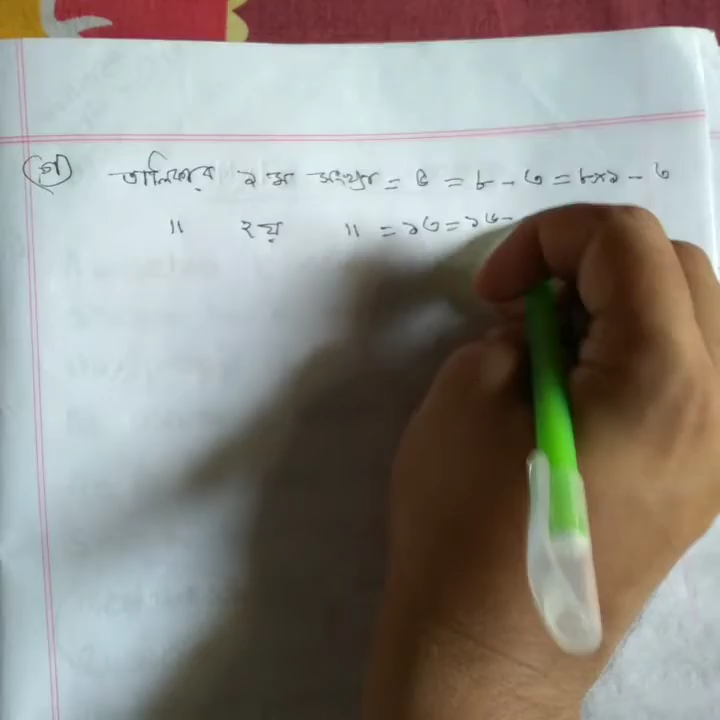 (গ) তালিকার ১ম সংখ্যা = ৫ = ৮ - ৩ = ৮×১ - ৩
" ২য় " = ১৩ = ১৬ -